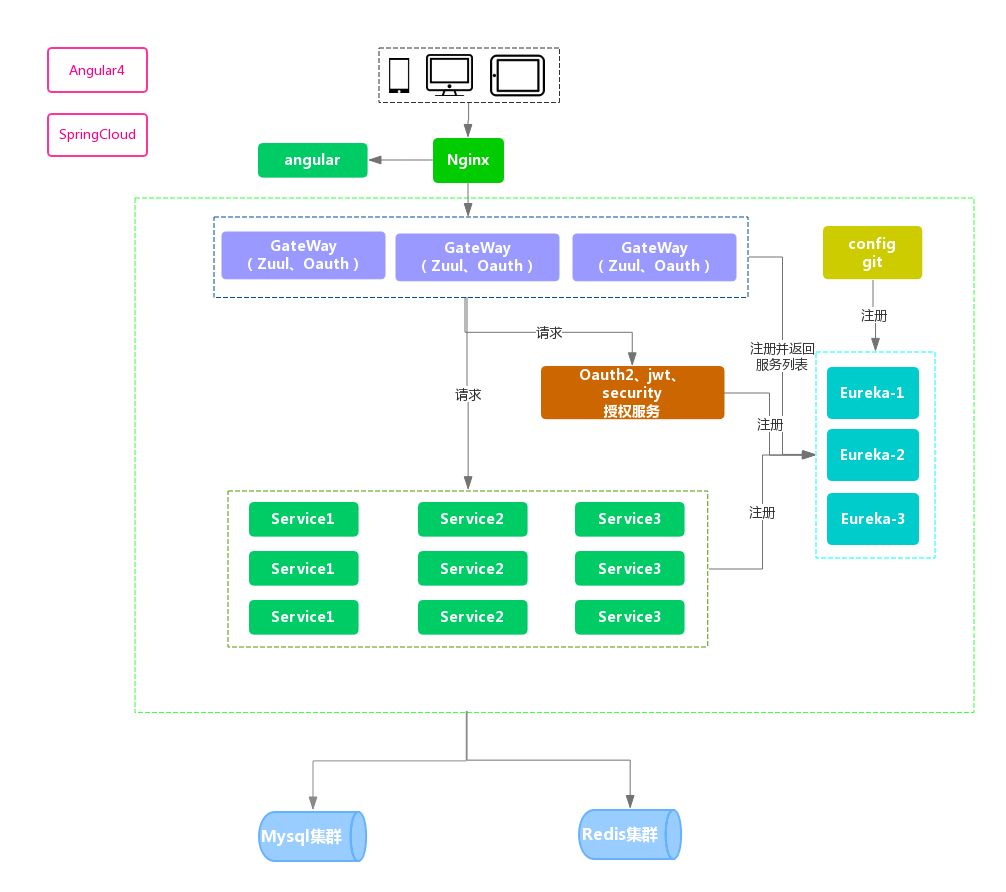 Angular4
SpringCloud
angular
Nginx
GateWay
（ Zuul、Oauth ）
GateWay
（ Zuul、Oauth ）
GateWay
（ Zuul、Oauth ）
config
git
注册
请求
注册并返回
服务列表
Oauth2、jwt、
security
授权服务
请求
注册
Eureka-1
Eureka-2
Eureka-3
注册
Service1
Service2
Service3
Service1
Service2
Service3
Service1
Service2
Service3
Mysql集群
Redis集群